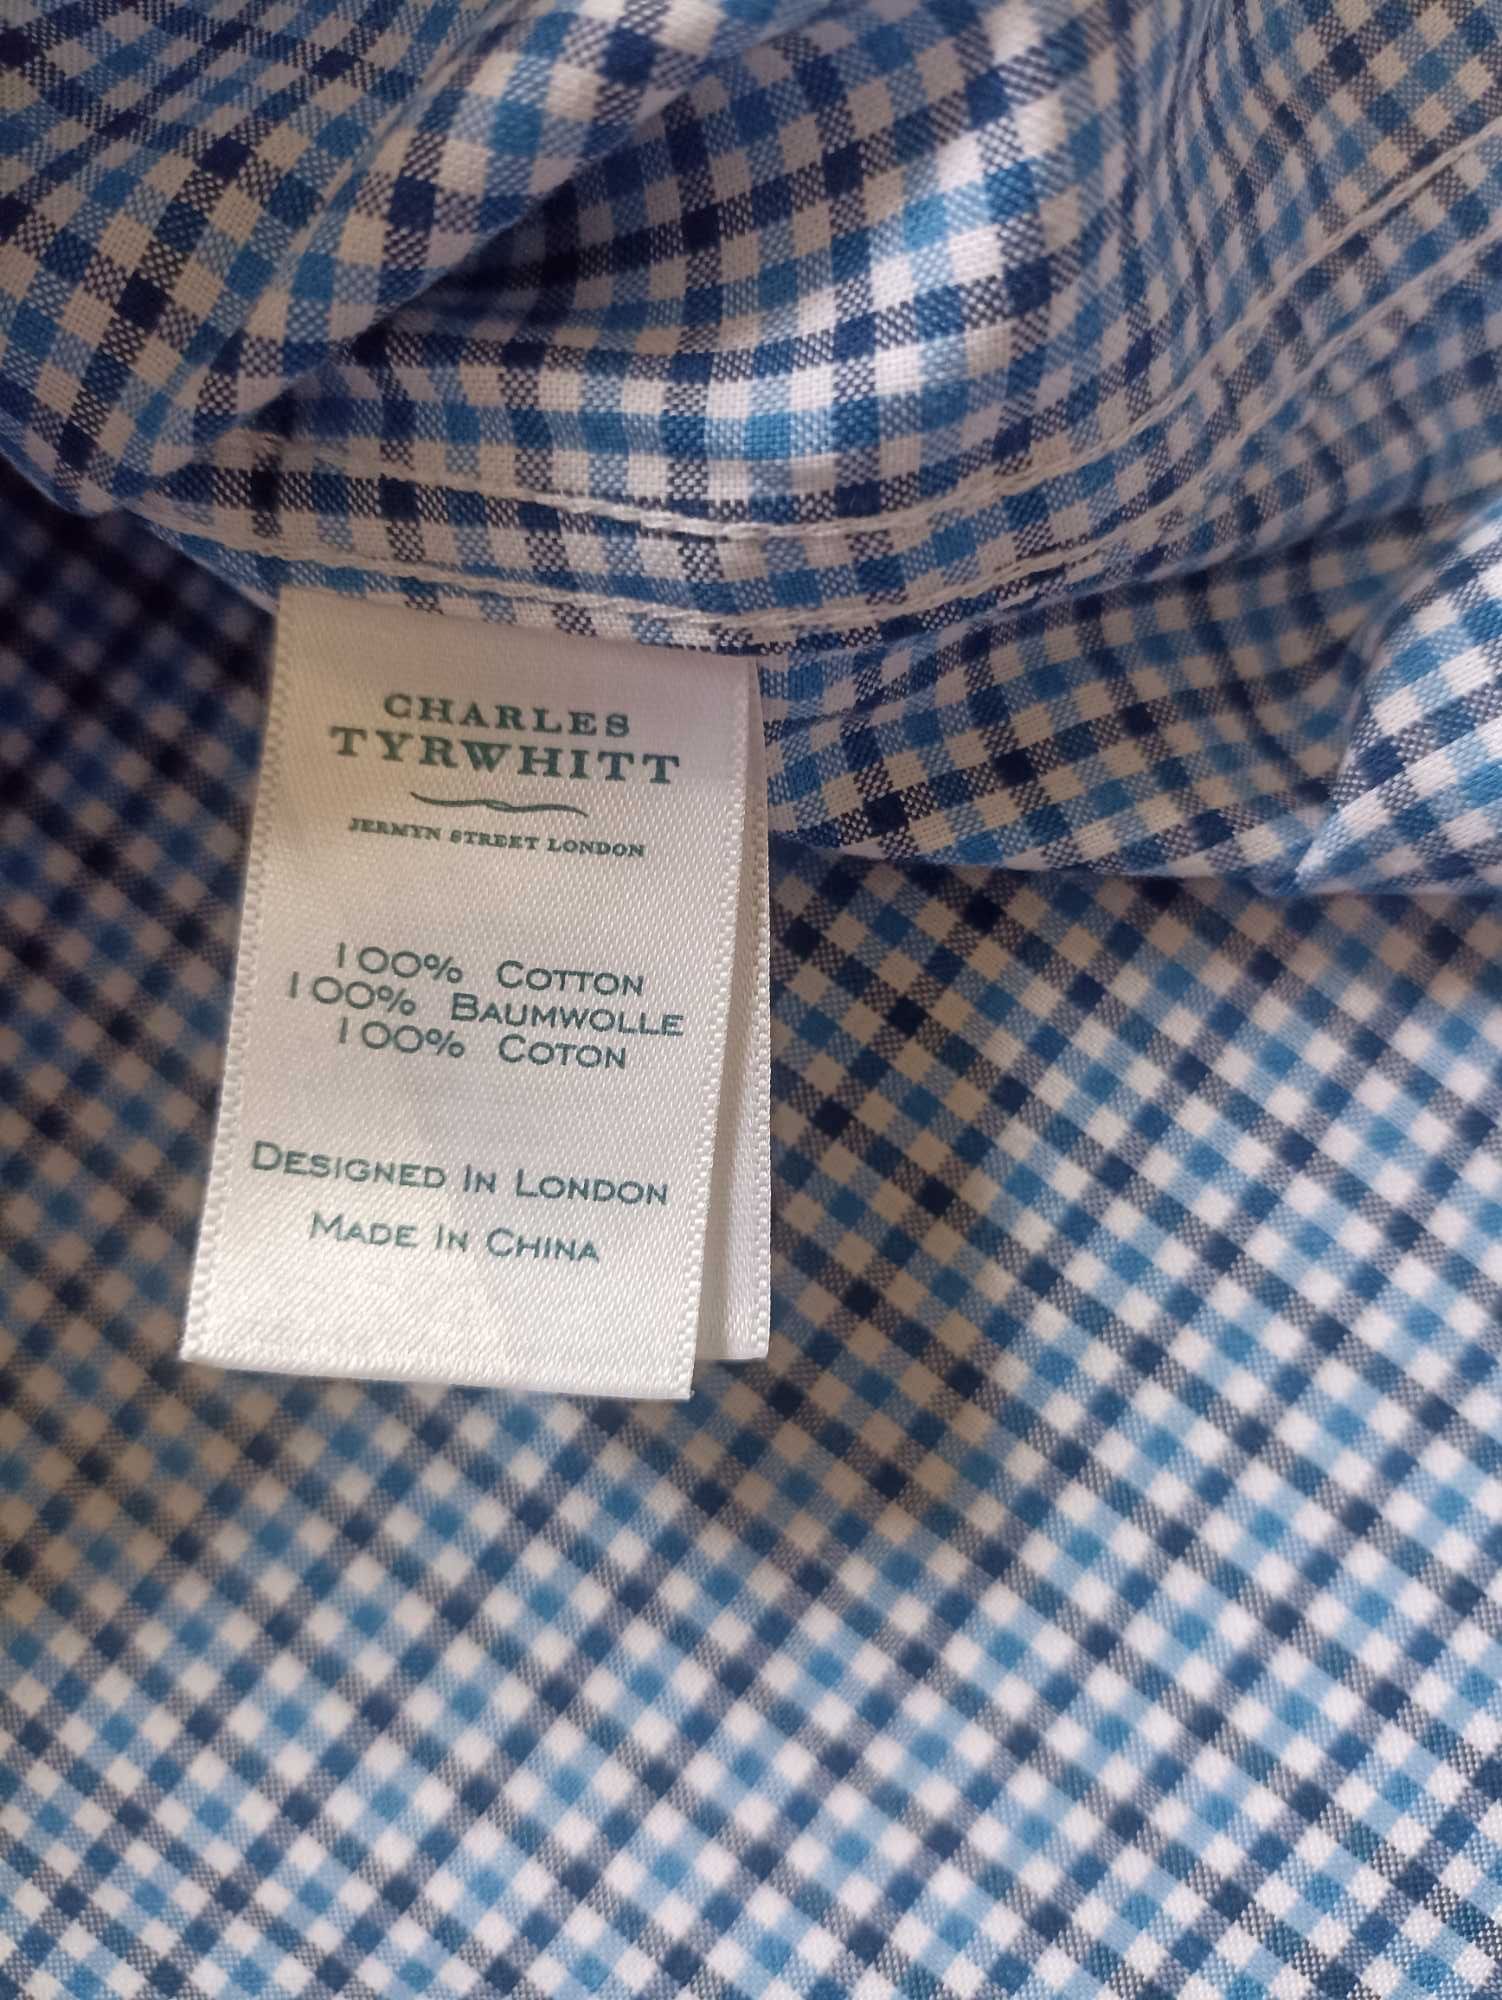 CHARLES
TYRWHITT
JERMYN STREET LONDON
100% COTTON
100% BAUMWOLLE
100% COTON
DESIGNED IN LONDON
MADE IN CHINA